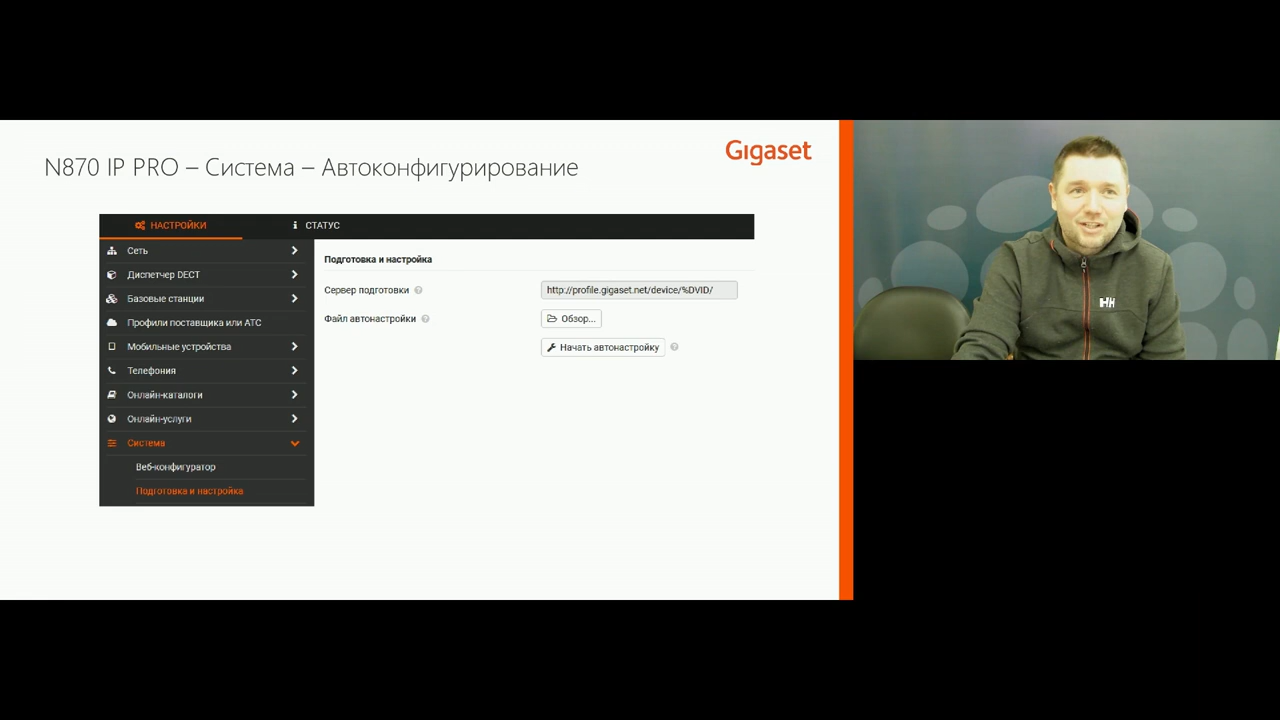 N870 IP PRO – Система – Автоконфигурирование
Gigaset
НАСТРОЙКИ
СТАТУС
Сеть
Диспетчер DECT
Базовые станции
Профили поставщика или АТС
Мобильные устройства
Телефония
Онлайн-каталоги
Онлайн-услуги
Система
Веб-конфигуратор
Подготовка и настройка
Подготовка и настройка
Сервер подготовки ?
http://profile.gigaset.net/device/%DVID/
Файл автонастройки ?
Обзор...
Начать автонастройку ?
HH